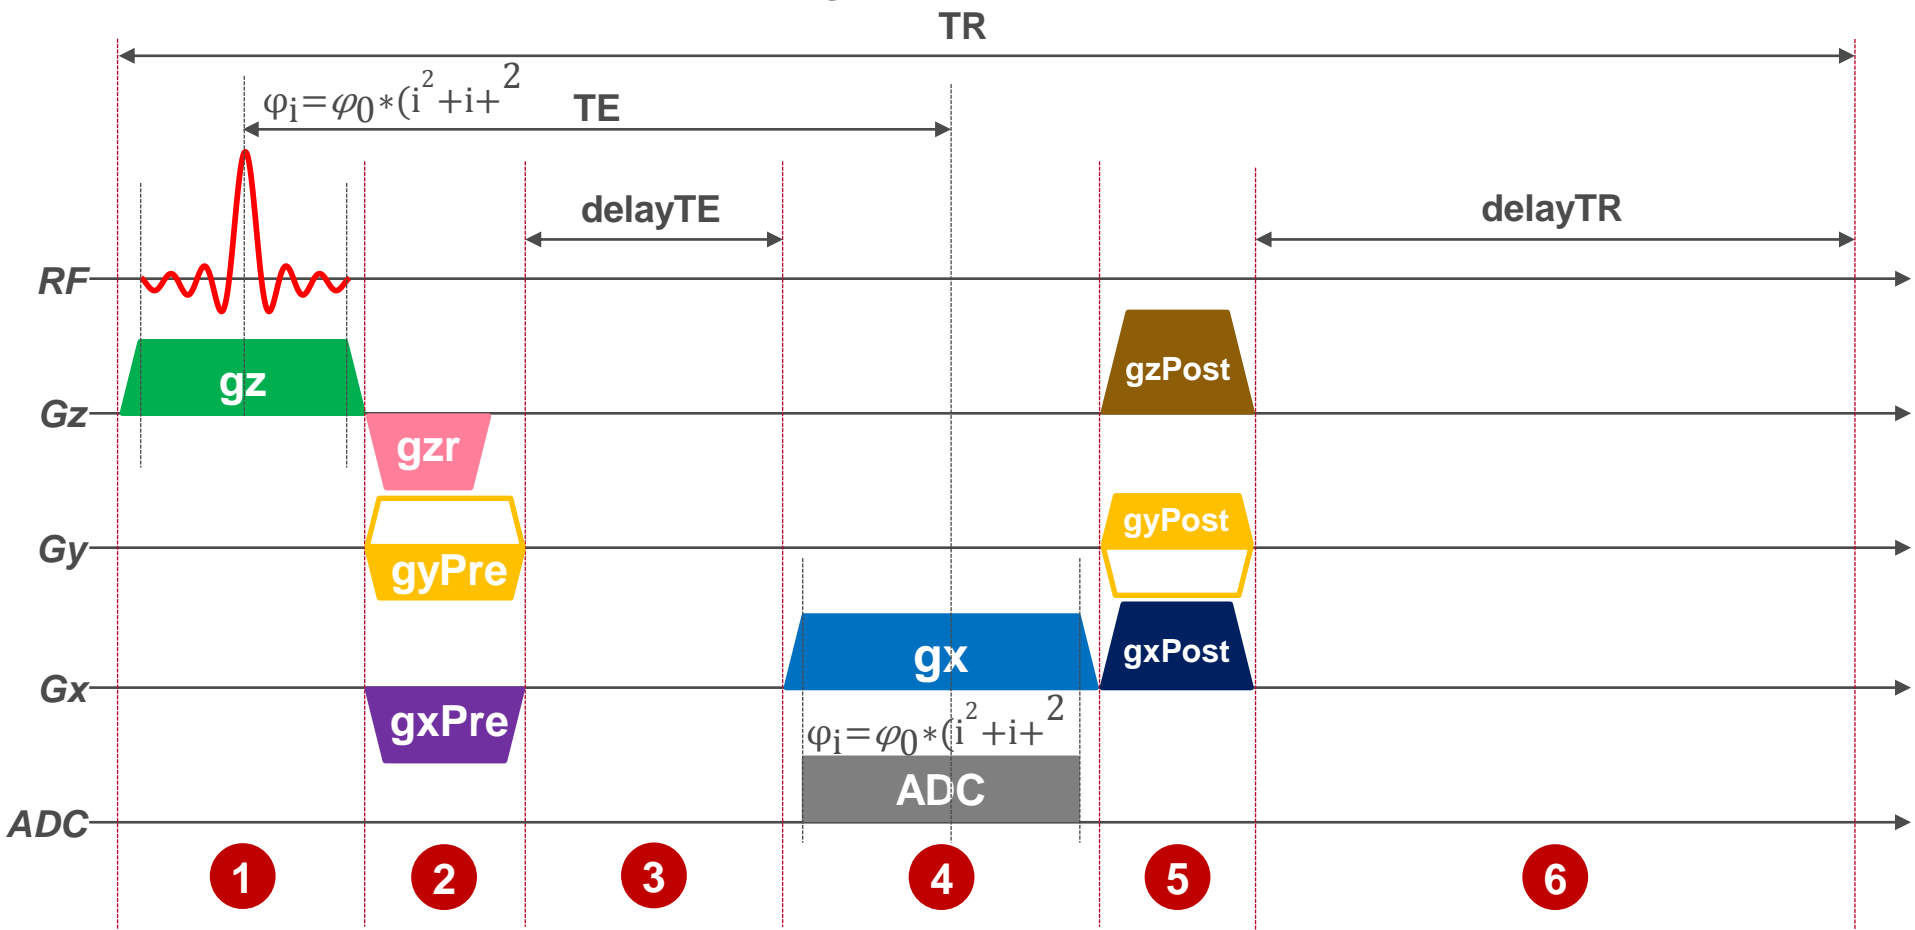 TR
φi=φ0*(i²+i+2
TE
delayTE
delayTR
RF
gz
gzPost
Gz
gzr
gyPost
Gy
gyPre
gx
gxPost
Gx
gxPre
φi=φ0*(i²+i+2
ADC
ADC
1 2 3 4 5 6